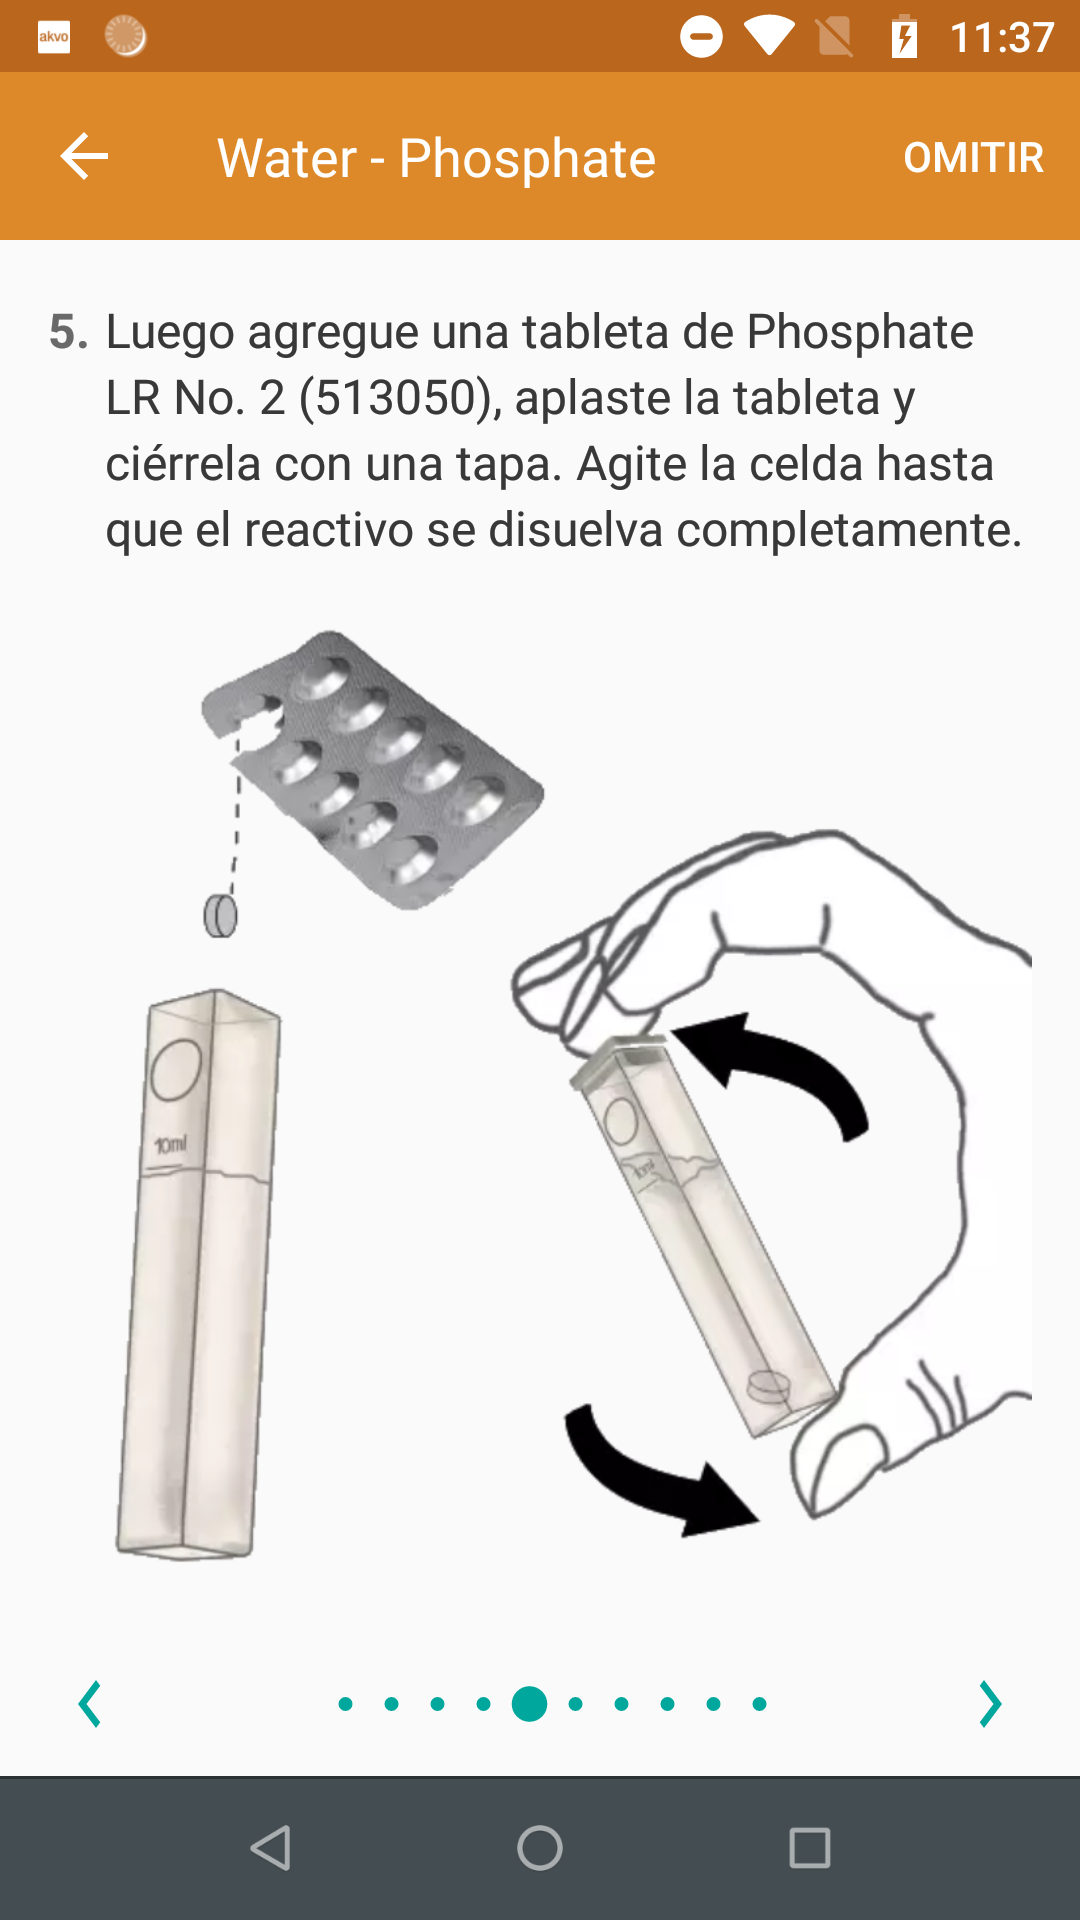 akvo
11:37
Water - Phosphate
OMITIR
5. Luego agregue una tableta de Phosphate
LR No. 2 (513050), aplaste la tableta y
ciérrela con una tapa. Agite la celda hasta
que el reactivo se disuelva completamente.
10ml
10ml